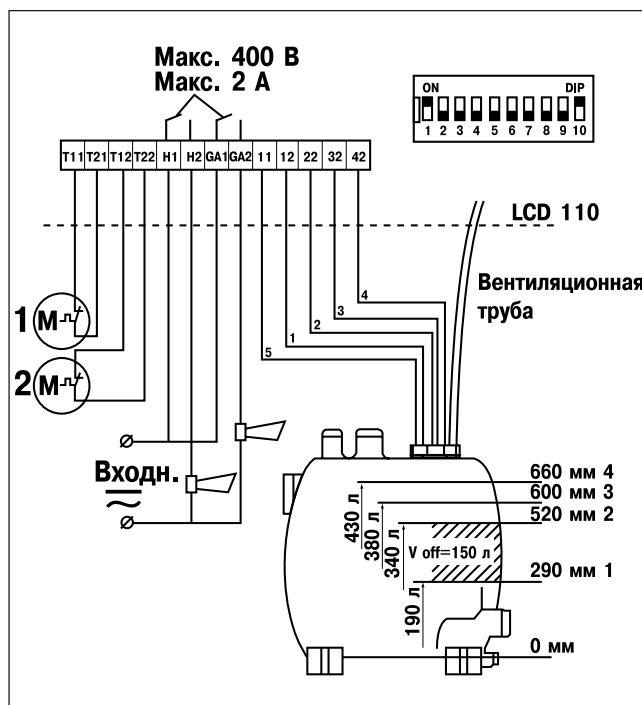 Макс. 400 В
Макс. 2 А
ON DIP
1 2 3 4 5 6 7 8 9 10
T11 T21 T12 T22 H1 H2 GA1 GA2 11 12 22 32 42
LCD 110
Вентиляционная
труба
4
3
2
1
5
1 M
2 M
Входн.
660 мм 4
600 мм 3
520 мм 2
290 мм 1
0 мм
430 л
380 л
340 л
V off=150 л
190 л